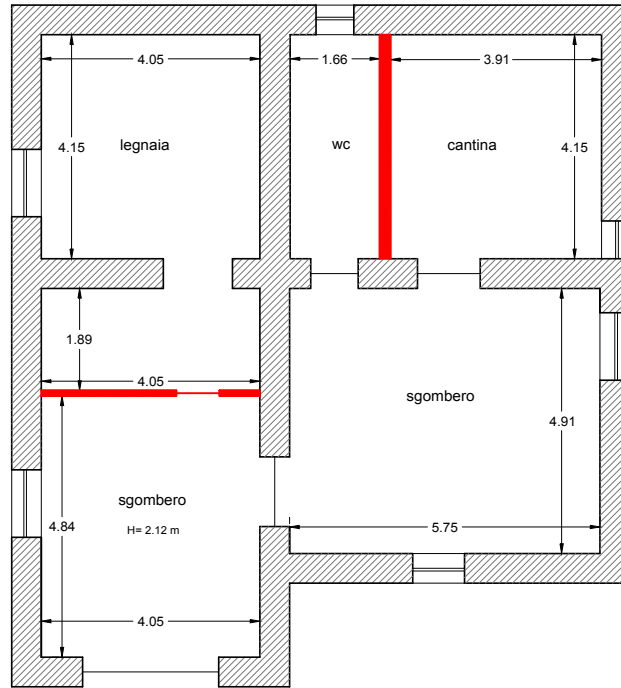 4.05
1.66
3.91
4.15
legnaia
wc
cantina
4.15
1.89
4.05
sgombero
4.91
sgombero
H= 2.12 m
4.84
5.75
4.05